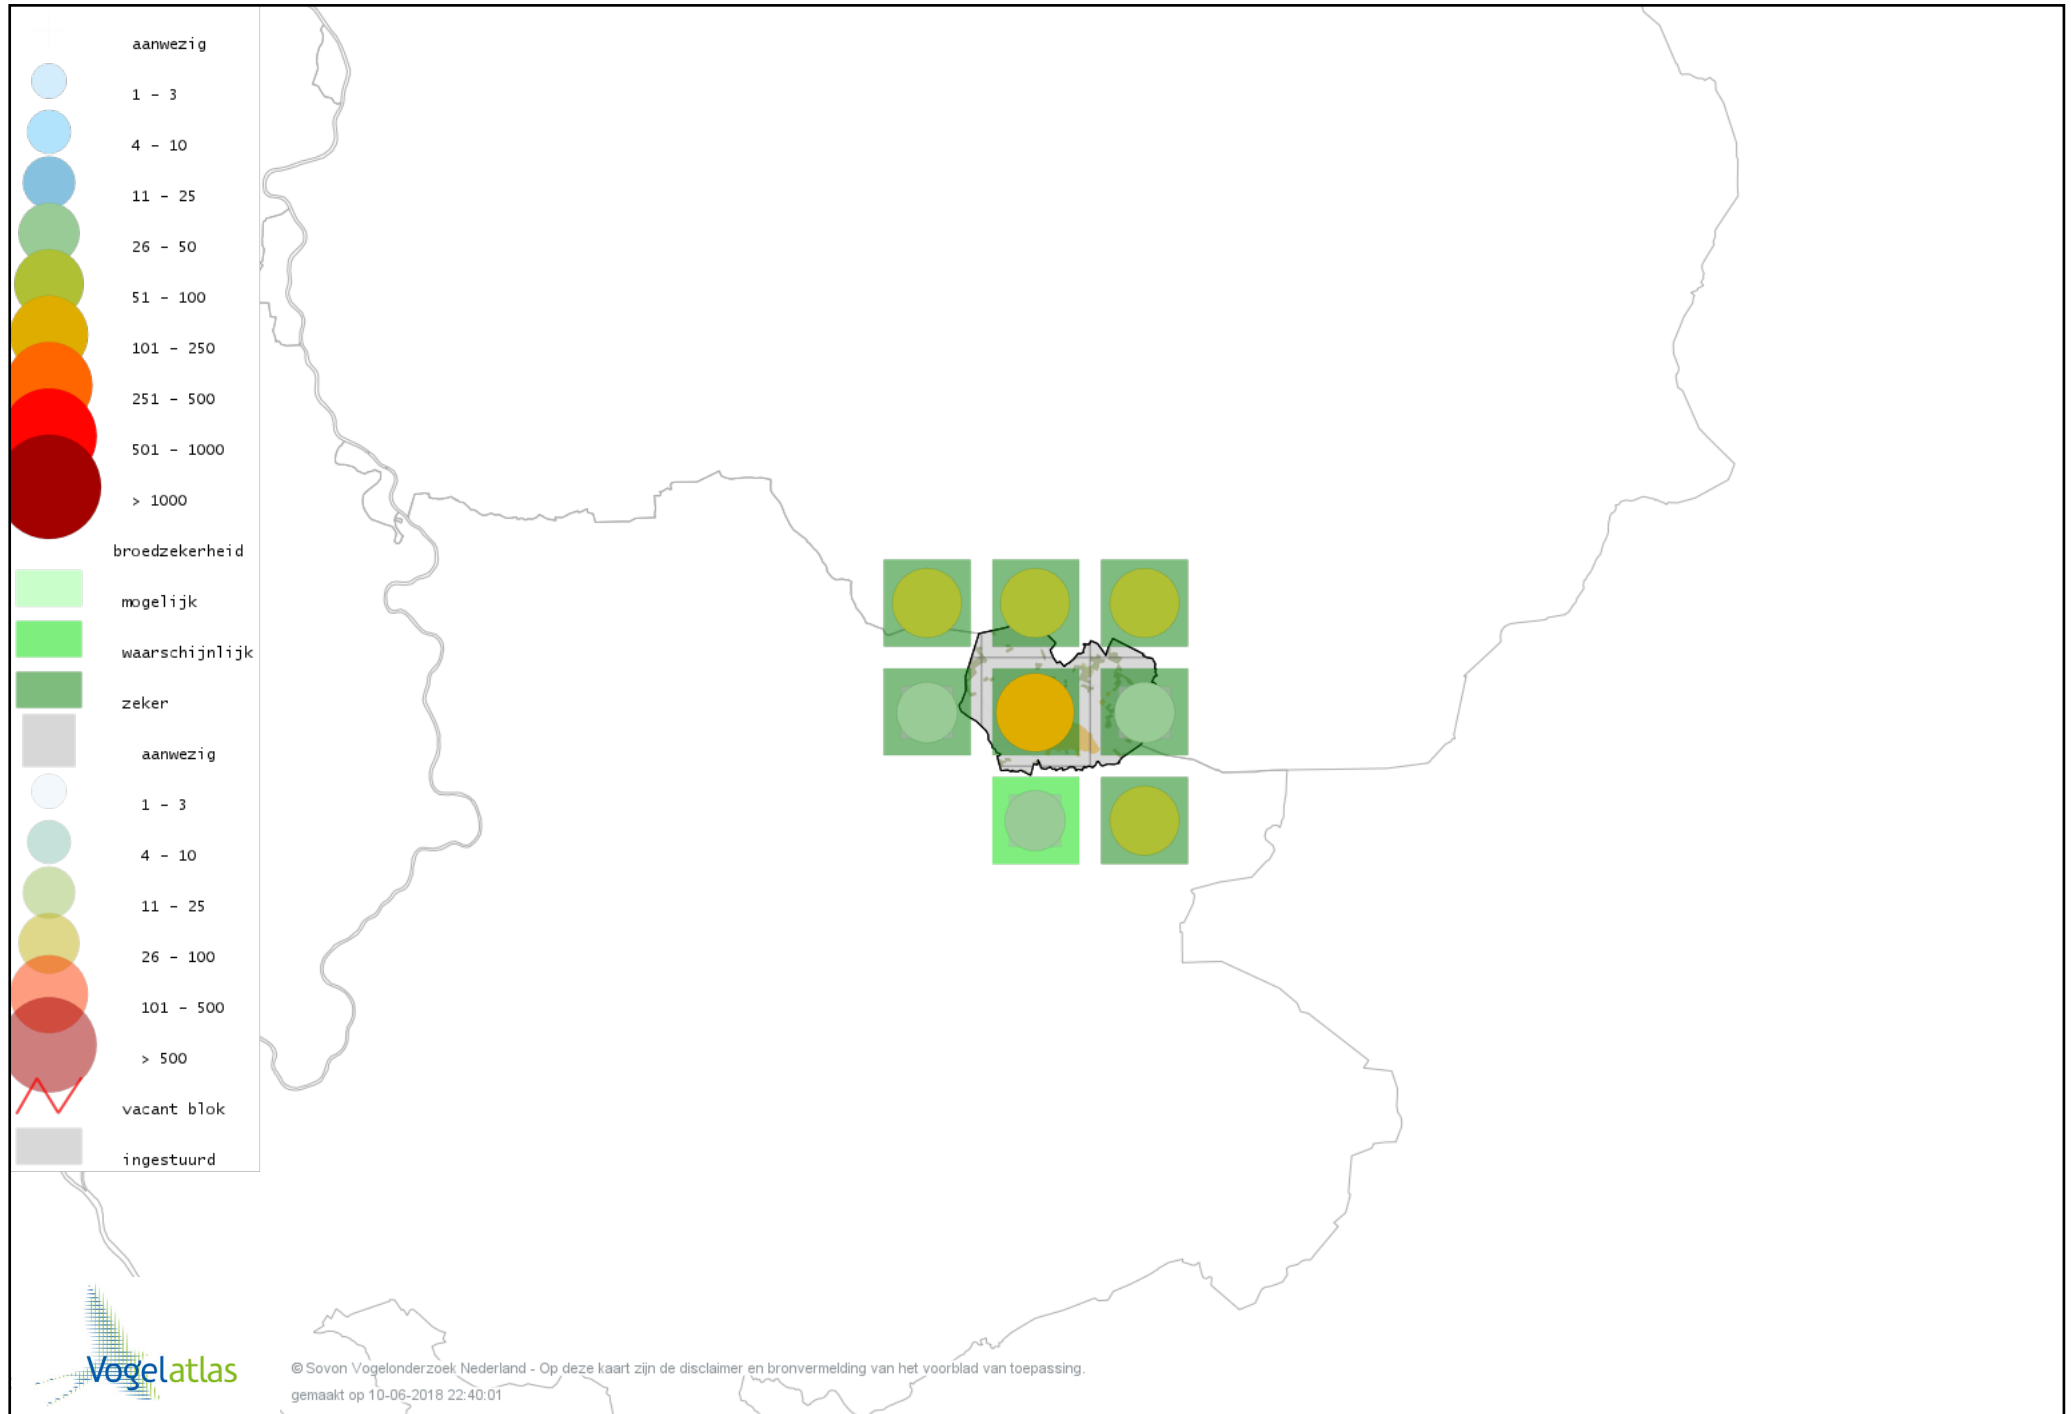 aanwezig
1 - 3
4 - 10
11 - 25
26 - 50
51 - 100
101 - 250
251 - 500
501 - 1000
> 1000
broedzekerheid
mogelijk
waarschijnlijk
zeker
aanwezig
1 - 3
4 - 10
11 - 25
26 - 100
101 - 500
> 500
vacant blok
ingestuurd
Vogelatlas
© Sovon Vogelonderzoek Nederland - Op deze kaart zijn de disclaimer en bronvermelding van het voorblad van toepassing.
gemaakt op 10-06-2018 22:40:01